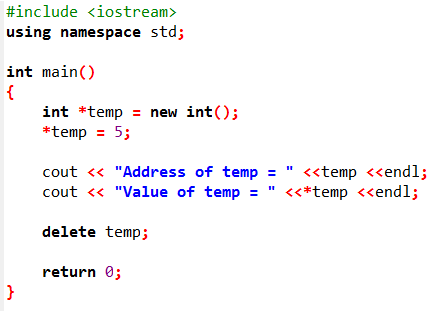 #include <iostream>
using namespace std;
int main()
{
int *temp = new int();
*temp = 5;
cout << "Address of temp = " <<temp <<endl;
cout << "Value of temp = " <<*temp <<endl;
delete temp;
return 0;
}